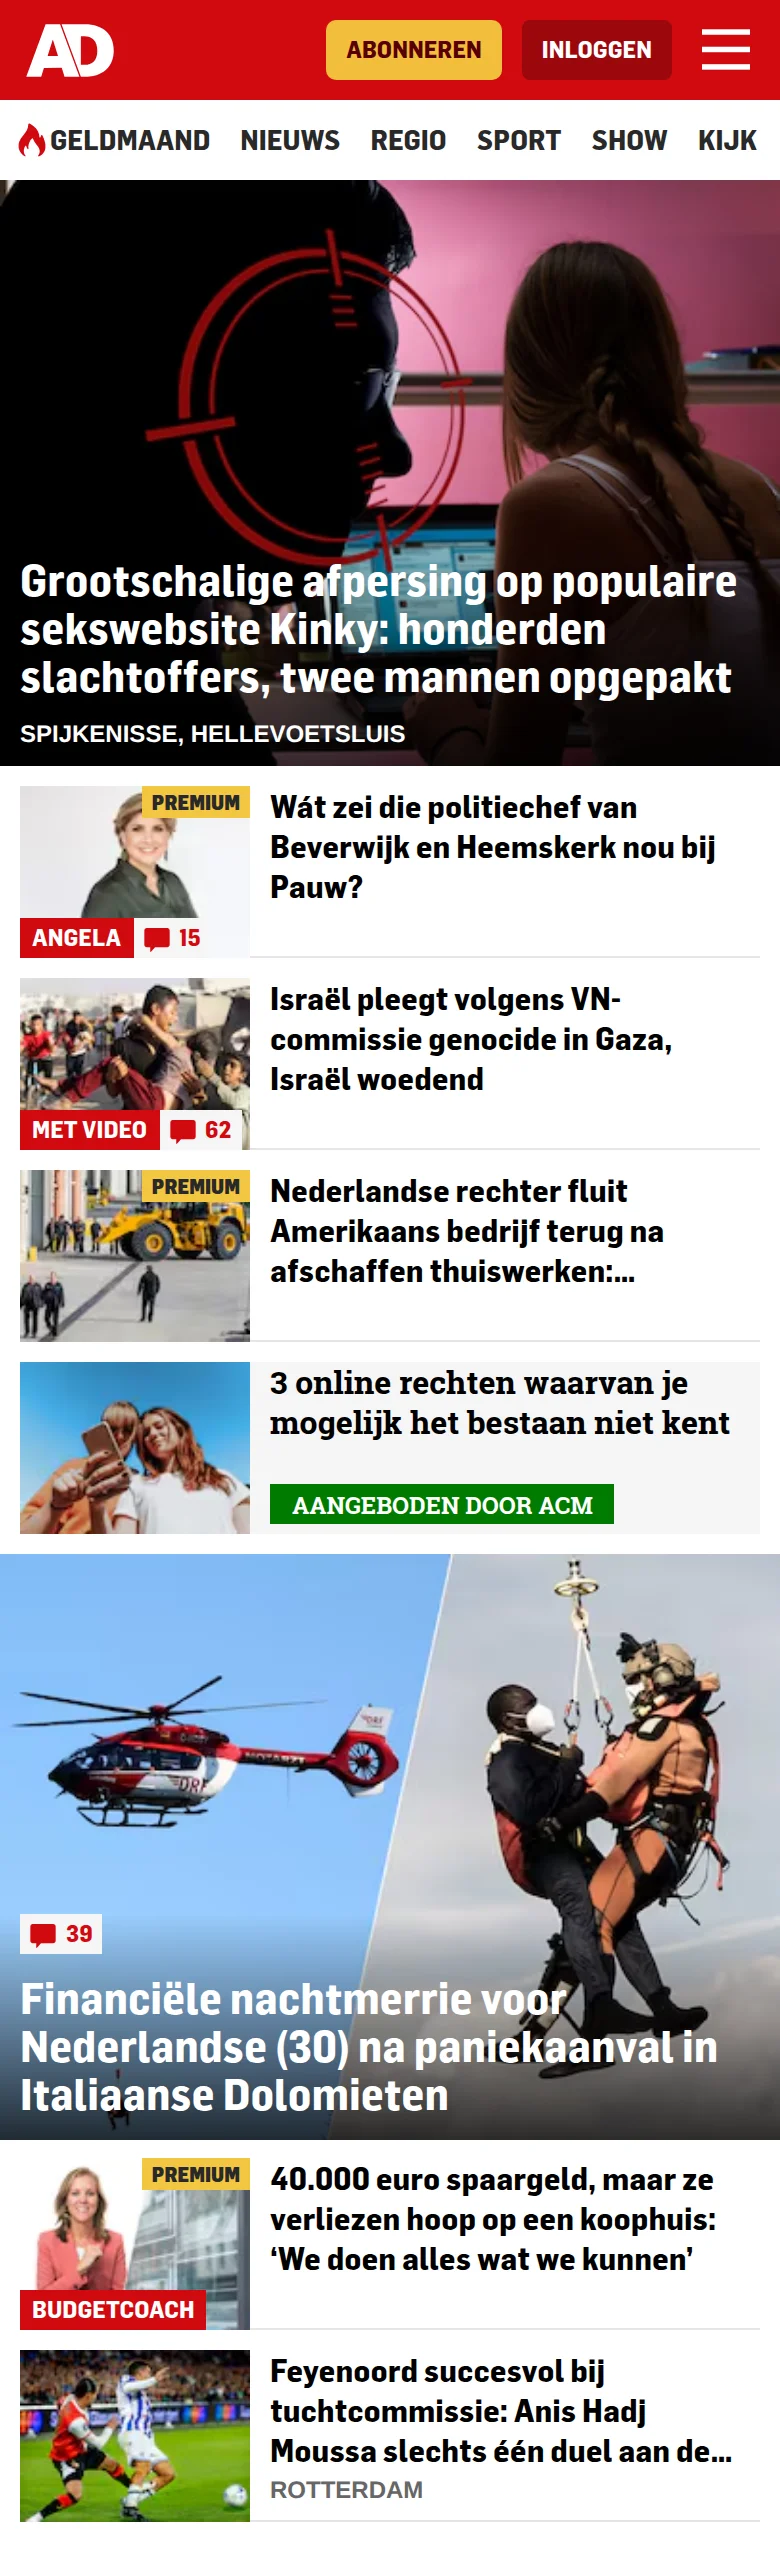 AD
ABONNEREN
INLOGGEN
GELDMAAND NIEUWS REGIO SPORT SHOW KIJK
Grootschalige afpersing op populaire
sekswebsite Kinky: honderden
slachtoffers, twee mannen opgepakt
SPIJKENISSE, HELLEVOETSLUIS
PREMIUM
ANGELA
15
Wát zei die politiechef van
Beverwijk en Heemskerk nou bij
Pauw?
MET VIDEO
62
Israël pleegt volgens VN-
commissie genocide in Gaza,
Israël woedend
PREMIUM
Nederlandse rechter fluit
Amerikaans bedrijf terug na
afschaffen thuiswerken:...
3 online rechten waarvan je
mogelijk het bestaan niet kent
AANGEBODEN DOOR ACM
DRF
NOTARZT
DRF
39
Financiële nachtmerrie voor
Nederlandse (30) na paniekaanval in
Italiaanse Dolomieten
PREMIUM
BUDGETCOACH
40.000 euro spaargeld, maar ze
verliezen hoop op een koophuis:
‘We doen alles wat we kunnen’
Feyenoord succesvol bij
tuchtcommissie: Anis Hadj
Moussa slechts één duel aan de...
ROTTERDAM